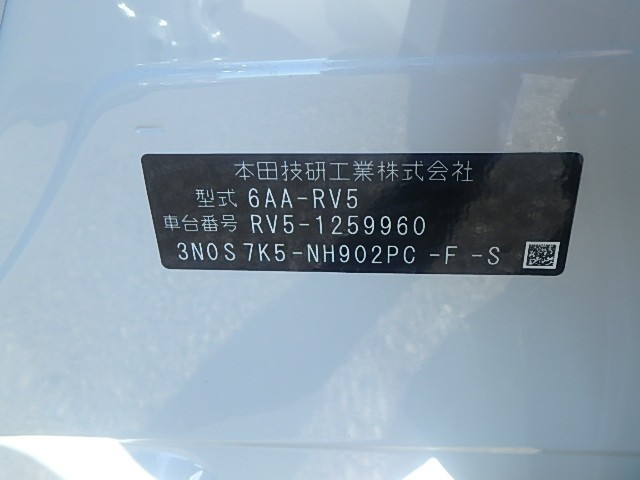 本田技研工業株式会社
型式 6AA-RV5
車台番号 RV5-1259960
3N0S7K5-NH902PC -F -S